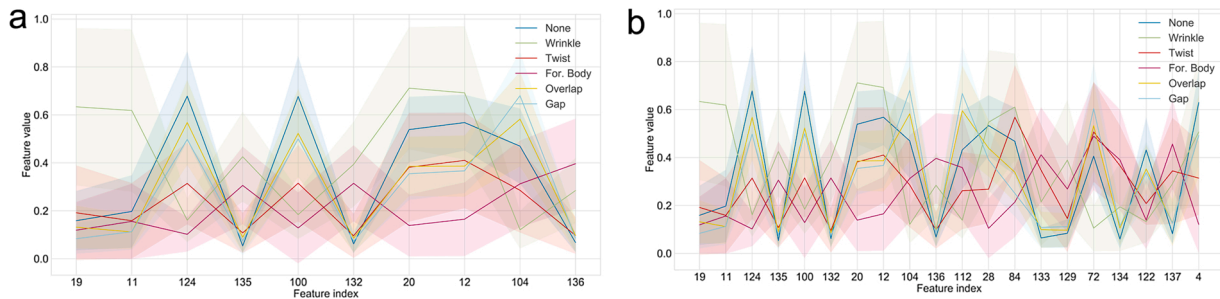 a
1.0
0.8
0.6
0.4
0.2
0.0
Feature value
None
Wrinkle
Twist
For. Body
Overlap
Gap
19 11 124 135 100 132 20 12 104 136
Feature index
b
1.0
0.8
0.6
0.4
0.2
0.0
Feature value
None
Wrinkle
Twist
For. Body
Overlap
Gap
19 11 124 135 100 132 20 12 104 136 112 28 84 133 129 72 134 122 137 4
Feature index